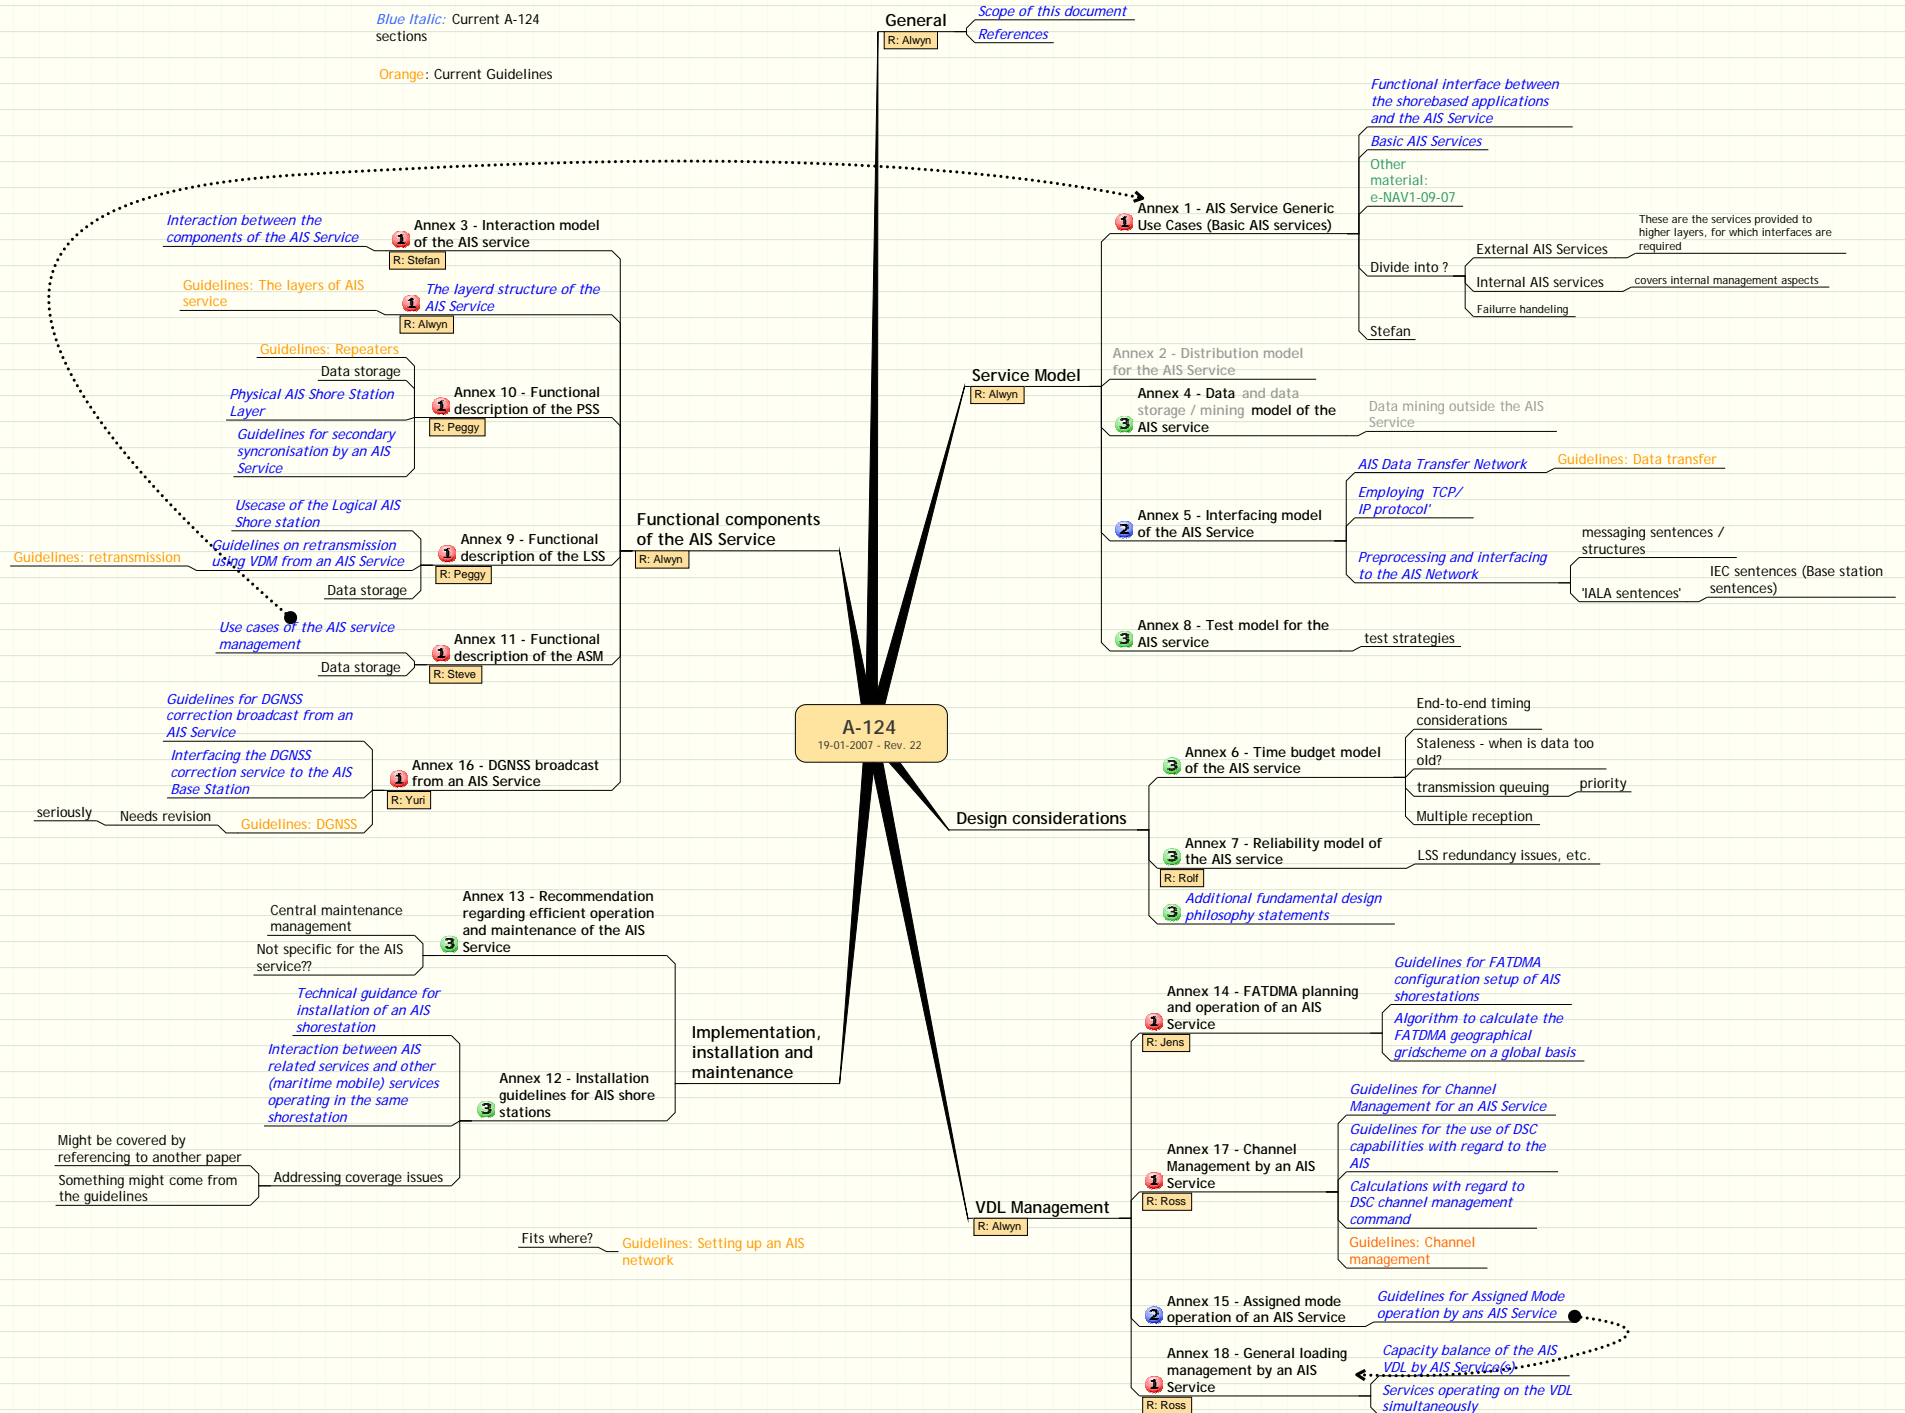 Blue Italic: Current A-124
sections
Orange: Current Guidelines
General
R: Alwyn
Scope of this document
References
Functional interface between
the shorebased applications
and the AIS Service
Basic AIS Services
Other
material:
e-NAV1-09-07
Annex 1 - AIS Service Generic
Use Cases (Basic AIS services)
Divide into ?
External AIS Services
These are the services provided to
higher layers, for which interfaces are
required
Internal AIS services
covers internal management aspects
Failurre handeling
Stefan
Service Model
R: Alwyn
Annex 2 - Distribution model
for the AIS Service
Annex 4 - Data and data
storage / mining model of the
AIS service
Data mining outside the AIS
Service
Annex 5 - Interfacing model
of the AIS Service
AIS Data Transfer Network
Guidelines: Data transfer
Employing TCP/
IP protocol'
Preprocessing and interfacing
to the AIS Network
messaging sentences /
structures
'IALA sentences'
IEC sentences (Base station
sentences)
Annex 8 - Test model for the
AIS service
test strategies
Interaction between the
components of the AIS Service
Annex 3 - Interaction model
of the AIS service
R: Stefan
Guidelines: The layers of AIS
service
The layerd structure of the
AIS Service
R: Alwyn
Guidelines: Repeaters
Data storage
Physical AIS Shore Station
Layer
Guidelines for secondary
syncronisation by an AIS
Service
Annex 10 - Functional
description of the PSS
R: Peggy
Functional components
of the AIS Service
R: Alwyn
Usecase of the Logical AIS
Shore station
Guidelines: retransmission
Guidelines on retransmission
using VDM from an AIS Service
Data storage
Annex 9 - Functional
description of the LSS
R: Peggy
Use cases of the AIS service
management
Data storage
Annex 11 - Functional
description of the ASM
R: Steve
Guidelines for DGNSS
correction broadcast from an
AIS Service
Interfacing the DGNSS
correction service to the AIS
Base Station
seriously
Needs revision
Guidelines: DGNSS
Annex 16 - DGNSS broadcast
from an AIS Service
R: Yuri
A-124
19-01-2007 - Rev. 22
Design considerations
Annex 6 - Time budget model
of the AIS service
End-to-end timing
considerations
Staleness - when is data too
old?
transmission queuing
priority
Multiple reception
Annex 7 - Reliability model of
the AIS service
R: Rolf
LSS redundancy issues, etc.
Additional fundamental design
philosophy statements
Implementation,
installation and
maintenance
Annex 13 - Recommendation
regarding efficient operation
and maintenance of the AIS
Service
Central maintenance
management
Not specific for the AIS
service??
Technical guidance for
installation of an AIS
shorestation
Interaction between AIS
related services and other
(maritime mobile) services
operating in the same
shorestation
Annex 12 - Installation
guidelines for AIS shore
stations
Might be covered by
referencing to another paper
Something might come from
the guidelines
Addressing coverage issues
Fits where?
Guidelines: Setting up an AIS
network
VDL Management
R: Alwyn
Annex 14 - FATDMA planning
and operation of an AIS
Service
R: Jens
Guidelines for FATDMA
configuration setup of AIS
shorestations
Algorithm to calculate the
FATDMA geographical
gridscheme on a global basis
Annex 17 - Channel
Management by an AIS
Service
R: Ross
Guidelines for Channel
Management for an AIS Service
Guidelines for the use of DSC
capabilities with regard to the
AIS
Calculations with regard to
DSC channel management
command
Guidelines: Channel
management
Annex 15 - Assigned mode
operation of an AIS Service
Guidelines for Assigned Mode
operation by ans AIS Service
Annex 18 - General loading
management by an AIS
Service
R: Ross
Capacity balance of the AIS
VDL by AIS Service(s)
Services operating on the VDL
simultaneously